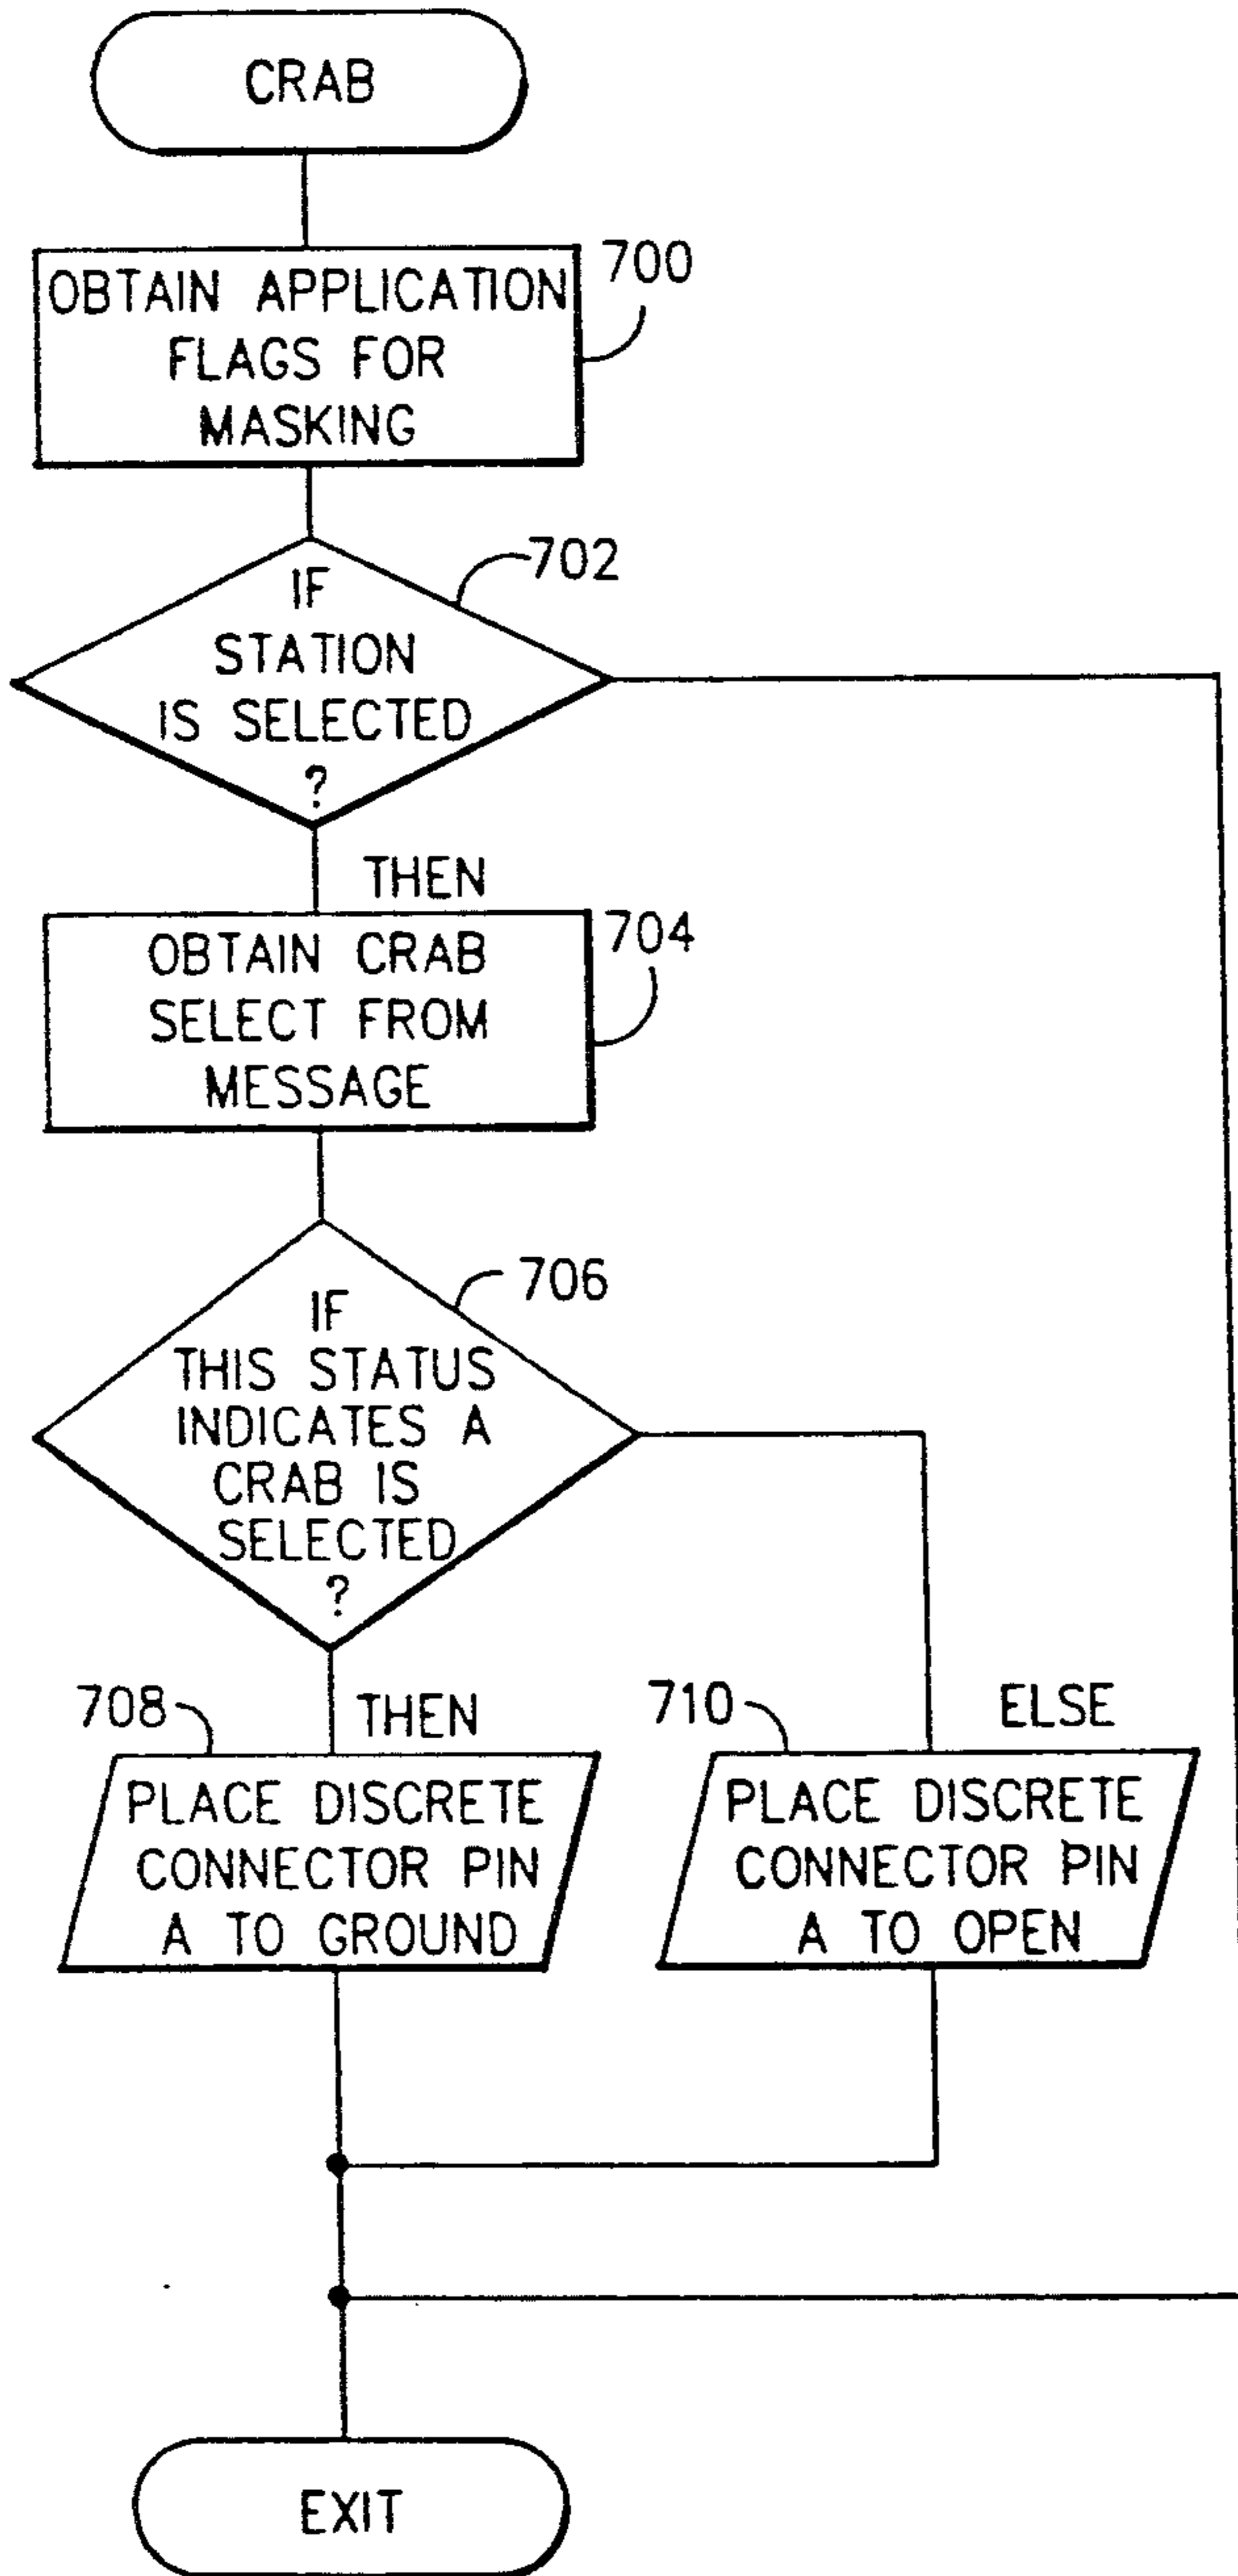 CRAB
700
OBTAIN APPLICATION
FLAGS FOR
MASKING
702
IF
STATION
IS SELECTED
?
THEN
704
OBTAIN CRAB
SELECT FROM
MESSAGE
706
IF
THIS STATUS
INDICATES A
CRAB IS
SELECTED
?
708
THEN
710
ELSE
PLACE DISCRETE
CONNECTOR PIN
A TO GROUND
PLACE DISCRETE
CONNECTOR PIN
A TO OPEN
EXIT